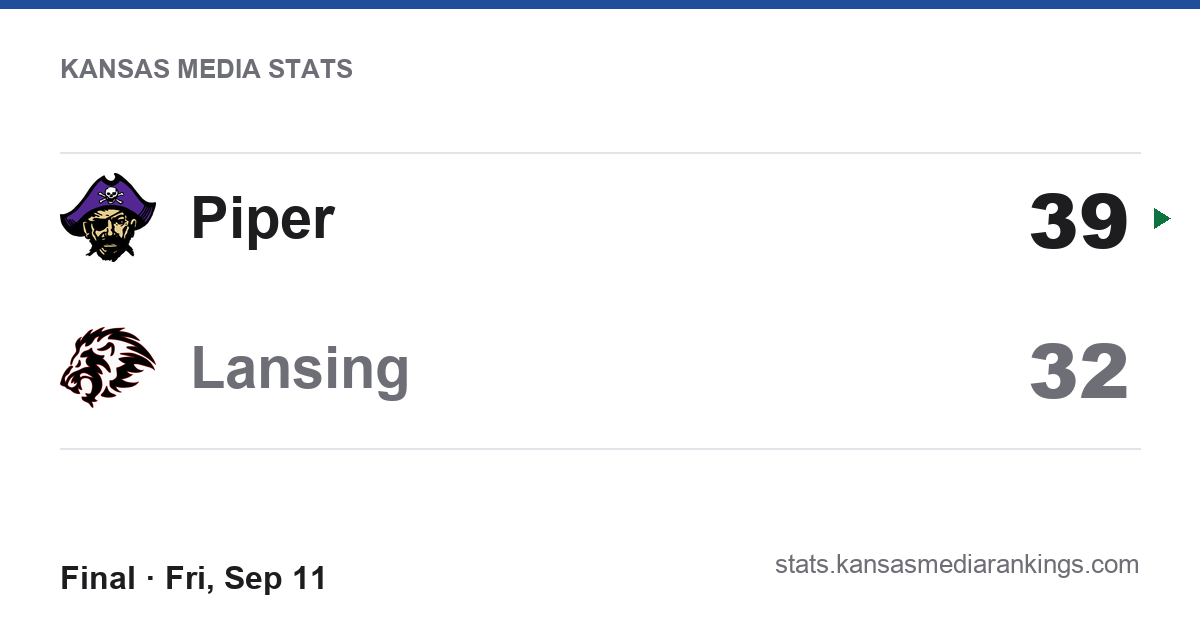 KANSAS MEDIA STATS
Piper 39
Lansing 32
Final · Fri, Sep 11
stats.kansasmediarankings.com